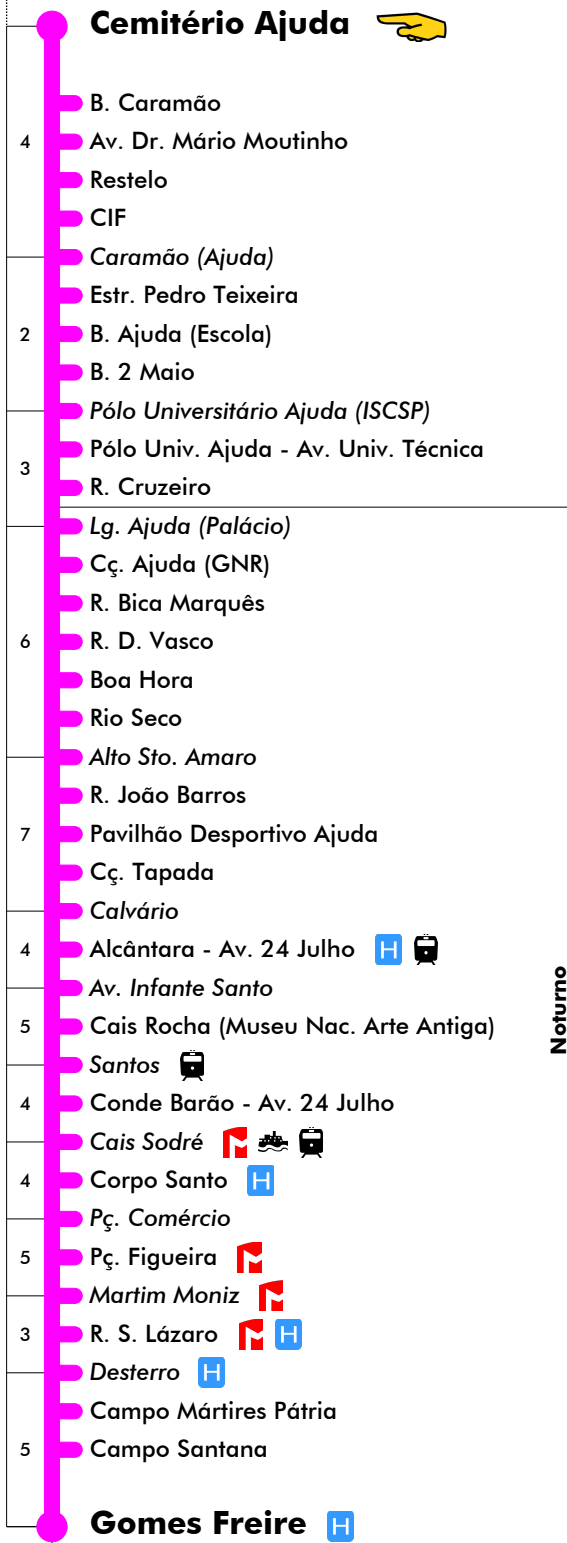 Cemitério Ajuda
B. Caramão
4 Av. Dr. Mário Moutinho
Restelo
CIF
Caramão (Ajuda)
Estr. Pedro Teixeira
2 B. Ajuda (Escola)
B. 2 Maio
Pólo Universitário Ajuda (ISCSP)
Pólo Univ. Ajuda - Av. Univ. Técnica
3
R. Cruzeiro
Lg. Ajuda (Palácio)
Cç. Ajuda (GNR)
R. Bica Marquês
6 R. D. Vasco
Boa Hora
Rio Seco
Alto Sto. Amaro
R. João Barros
7 Pavilhão Desportivo Ajuda
Cç. Tapada
Calvário
4 Alcântara - Av. 24 Julho H
Av. Infante Santo
Noturno
5 Cais Rocha (Museu Nac. Arte Antiga)
Santos
4 Conde Barão - Av. 24 Julho
Cais Sodré
4 Corpo Santo H
Pç. Comércio
5 Pç. Figueira
Martim Moniz
3 R. S. Lázaro H
Desterro H
Campo Mártires Pátria
5 Campo Santana
Gomes Freire H